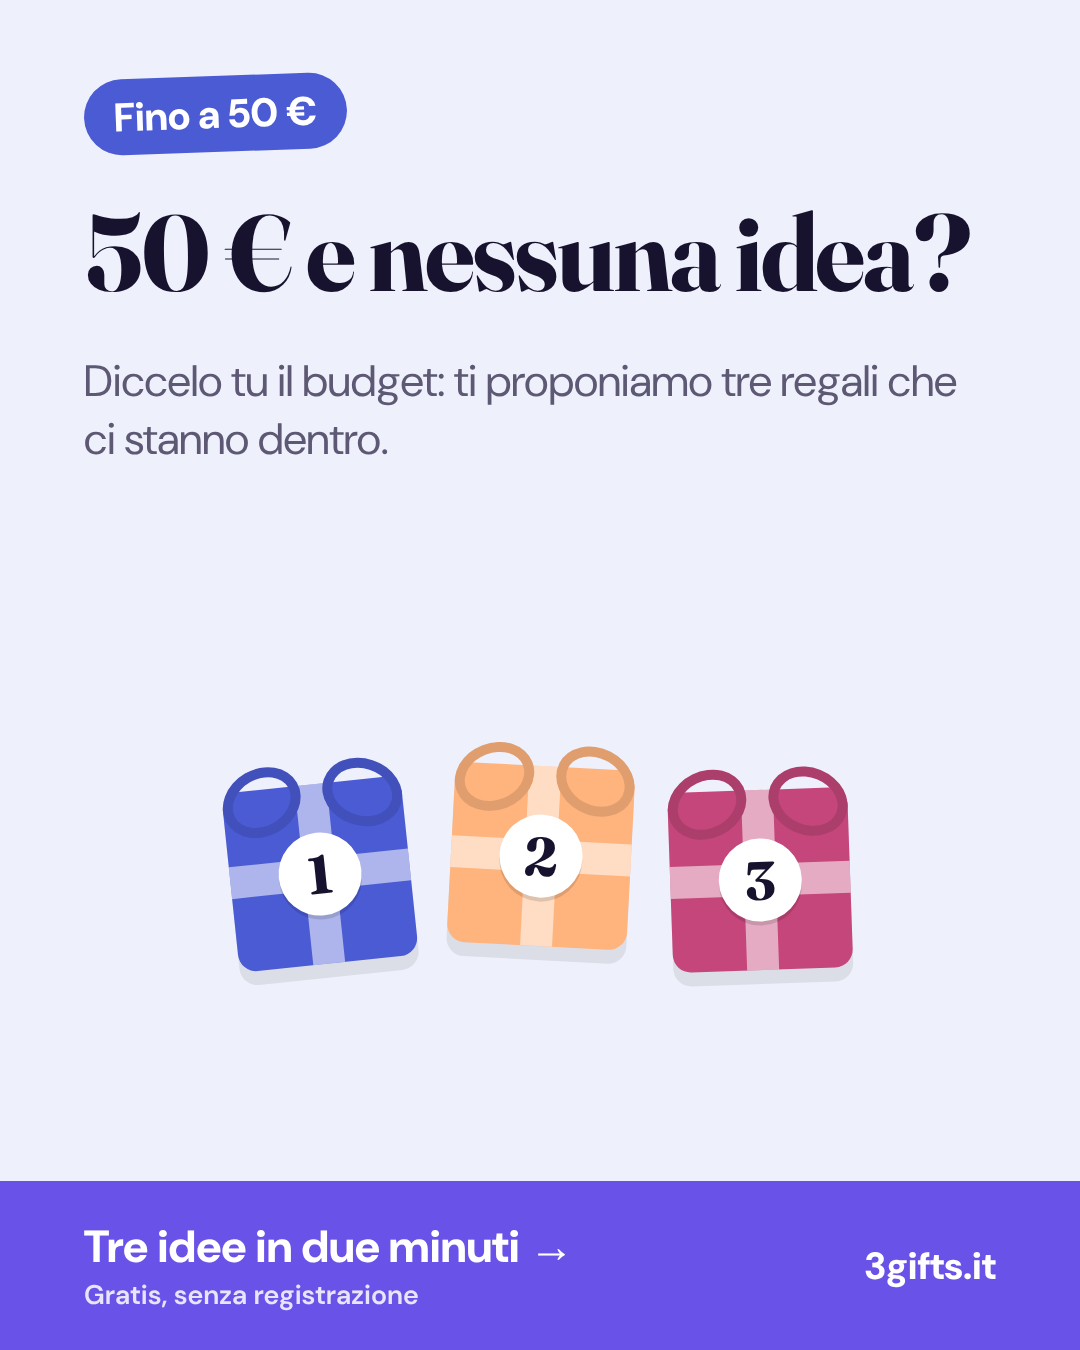 Fino a 50 €
50 € e nessuna idea?
Diccelo tu il budget: ti proponiamo tre regali che
ci stanno dentro.
1
2
3
Tre idee in due minuti →
Gratis, senza registrazione
3gifts.it